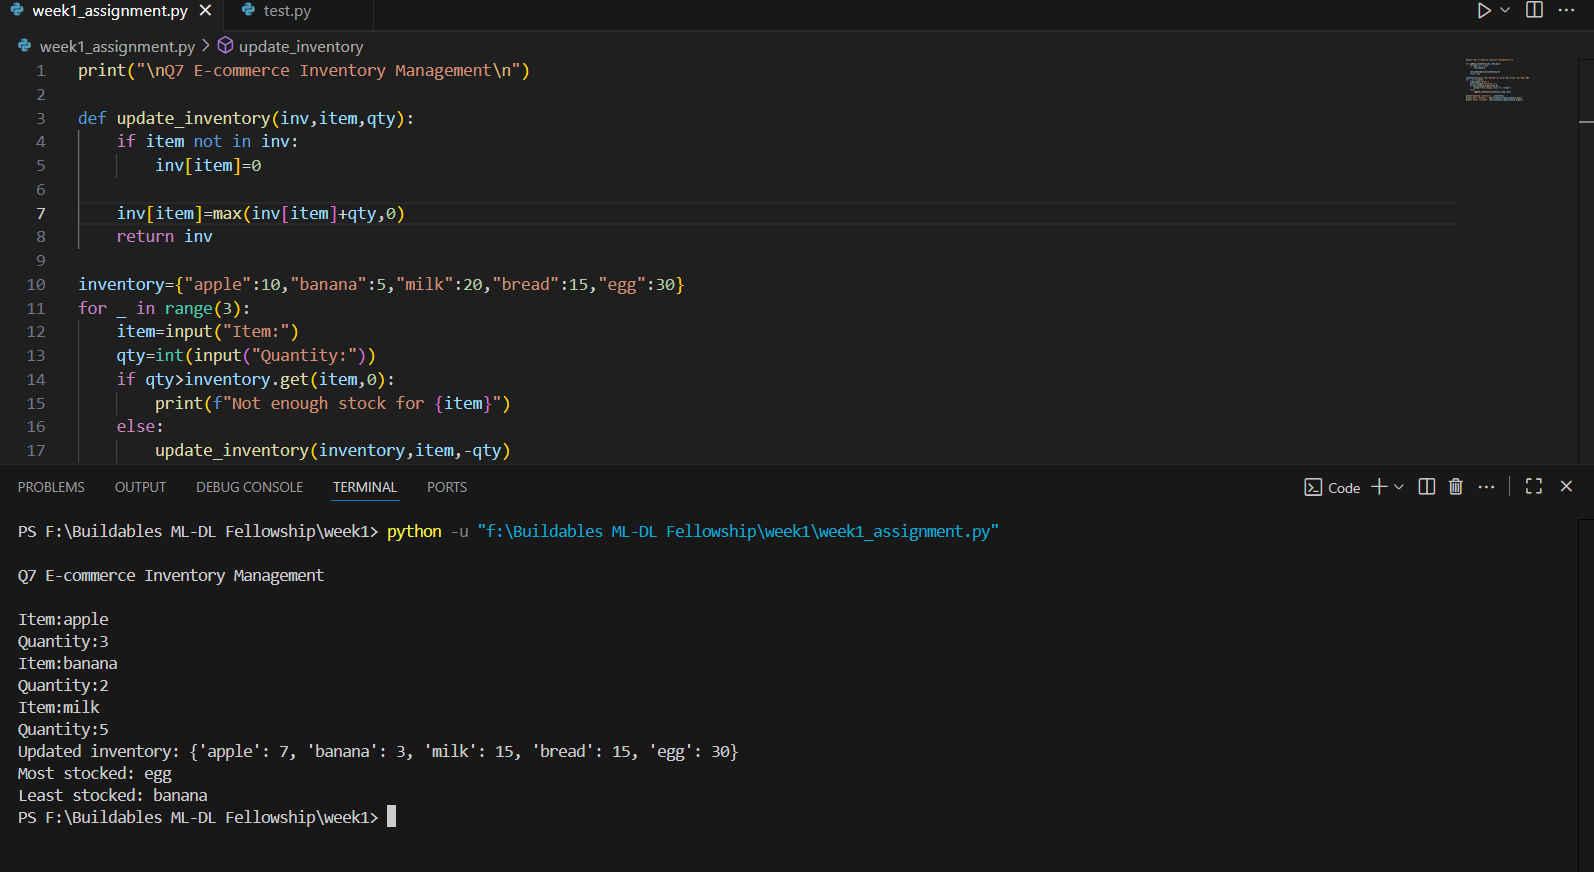 week1_assignment.py test.py
week1_assignment.py > update_inventory
1 print("\nQ7 E-commerce Inventory Management\n")
2
3 def update_inventory(inv,item,qty):
4     if item not in inv:
5         inv[item]=0
6
7     inv[item]=max(inv[item]+qty,0)
8     return inv
9
10 inventory={"apple":10,"banana":5,"milk":20,"bread":15,"egg":30}
11 for _ in range(3):
12     item=input("Item:")
13     qty=int(input("Quantity:"))
14     if qty>inventory.get(item,0):
15         print(f"Not enough stock for {item}")
16     else:
17         update_inventory(inventory,item,-qty)
PROBLEMS OUTPUT DEBUG CONSOLE TERMINAL PORTS Code
PS F:\Buildables ML-DL Fellowship\week1> python -u "f:\Buildables ML-DL Fellowship\week1\week1_assignment.py"
Q7 E-commerce Inventory Management
Item:apple
Quantity:3
Item:banana
Quantity:2
Item:milk
Quantity:5
Updated inventory: {'apple': 7, 'banana': 3, 'milk': 15, 'bread': 15, 'egg': 30}
Most stocked: egg
Least stocked: banana
PS F:\Buildables ML-DL Fellowship\week1>